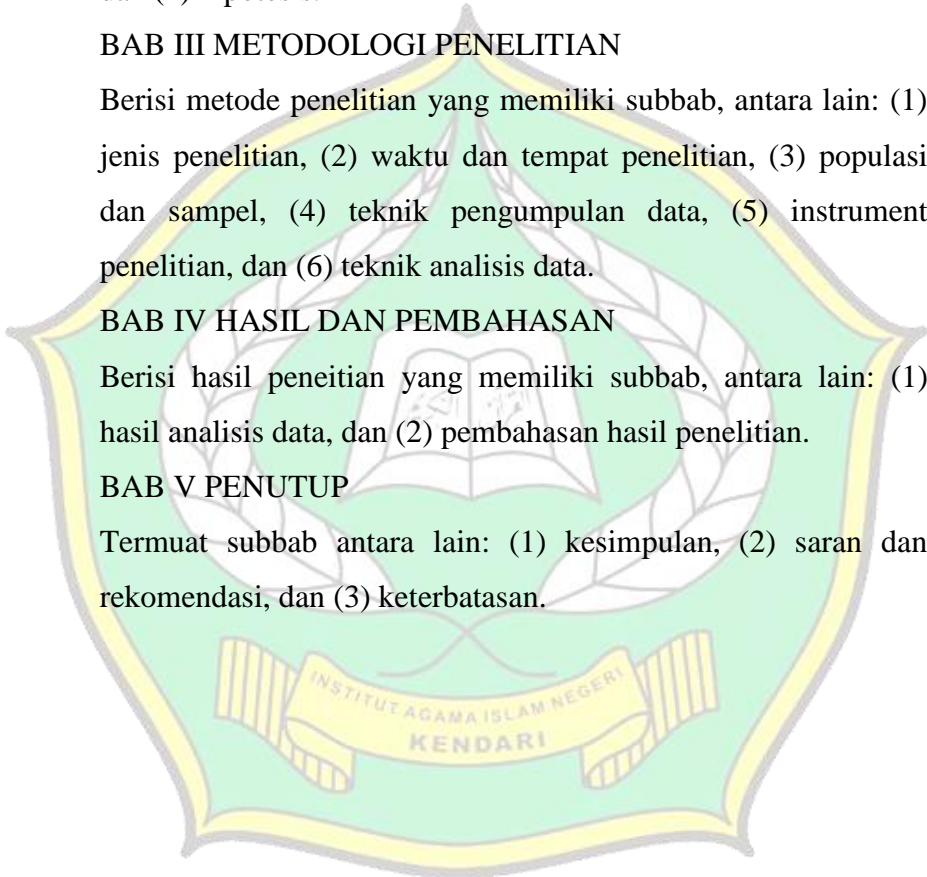 BAB III METODOLOGI PENELITIAN
Berisi metode penelitian yang memiliki subbab, antara lain: (1)
jenis penelitian, (2) waktu dan tempat penelitian, (3) populasi
dan sampel, (4) teknik pengumpulan data, (5) instrument
penelitian, dan (6) teknik analisis data.
BAB IV HASIL DAN PEMBAHASAN
Berisi hasil peneitian yang memiliki subbab, antara lain: (1)
hasil analisis data, dan (2) pembahasan hasil penelitian.
BAB V PENUTUP
Termuat subbab antara lain: (1) kesimpulan, (2) saran dan
rekomendasi, dan (3) keterbatasan.
INSTITUT AGAMA ISLAM NEGERI
KENDARI